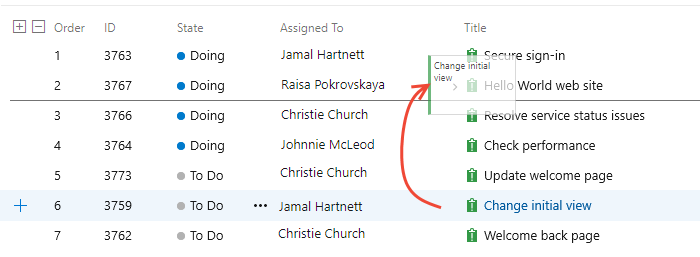 Order ID State Assigned To Title
1 3763 Doing Jamal Hartnett Secure sign-in
Change initial view
2 3767 Doing Raisa Pokrovskaya Hello World web site
3 3766 Doing Christie Church Resolve service status issues
4 3764 Doing Johnnie McLeod Check performance
5 3773 To Do Christie Church Update welcome page
6 3759 To Do ••• Jamal Hartnett Change initial view
7 3762 To Do Christie Church Welcome back page